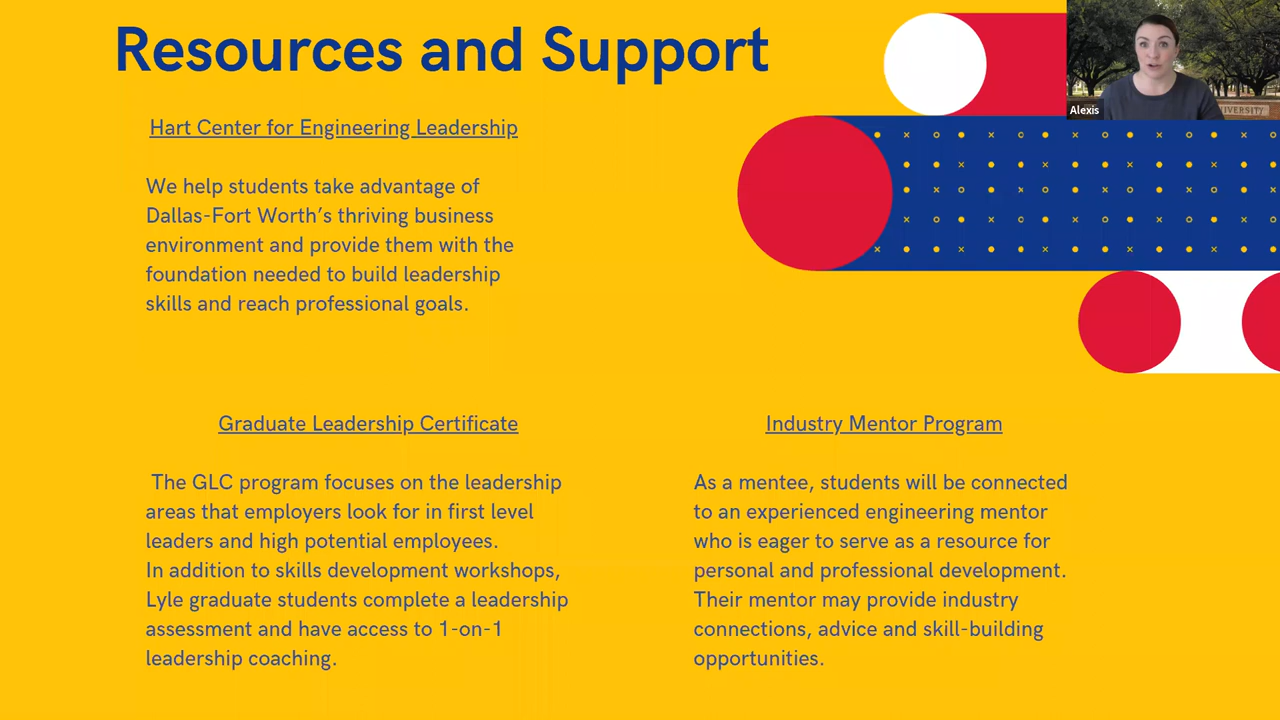 Resources and Support
Alexis
VERSITY
Hart Center for Engineering Leadership
We help students take advantage of
Dallas-Fort Worth’s thriving business
environment and provide them with the
foundation needed to build leadership
skills and reach professional goals.
Graduate Leadership Certificate
The GLC program focuses on the leadership
areas that employers look for in first level
leaders and high potential employees.
In addition to skills development workshops,
Lyle graduate students complete a leadership
assessment and have access to 1-on-1
leadership coaching.
Industry Mentor Program
As a mentee, students will be connected
to an experienced engineering mentor
who is eager to serve as a resource for
personal and professional development.
Their mentor may provide industry
connections, advice and skill-building
opportunities.